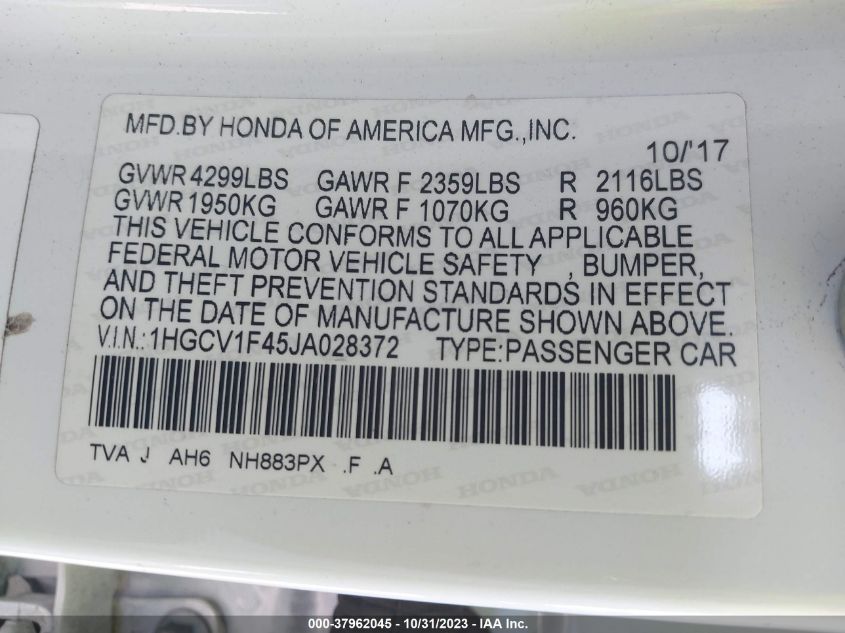 MFD.BY HONDA OF AMERICA MFG.,INC.
10/'17
GVWR 4299LBS GAWR F 2359LBS R 2116LBS
GVWR 1950KG GAWR F 1070KG R 960KG
THIS VEHICLE CONFORMS TO ALL APPLICABLE
FEDERAL MOTOR VEHICLE SAFETY , BUMPER,
AND THEFT PREVENTION STANDARDS IN EFFECT
ON THE DATE OF MANUFACTURE SHOWN ABOVE.
V.I.N.:1HGCV1F45JA028372 TYPE:PASSENGER CAR
TVA J AH6 NH883PX .F .A
000-37962045 - 10/31/2023 - IAA Inc.